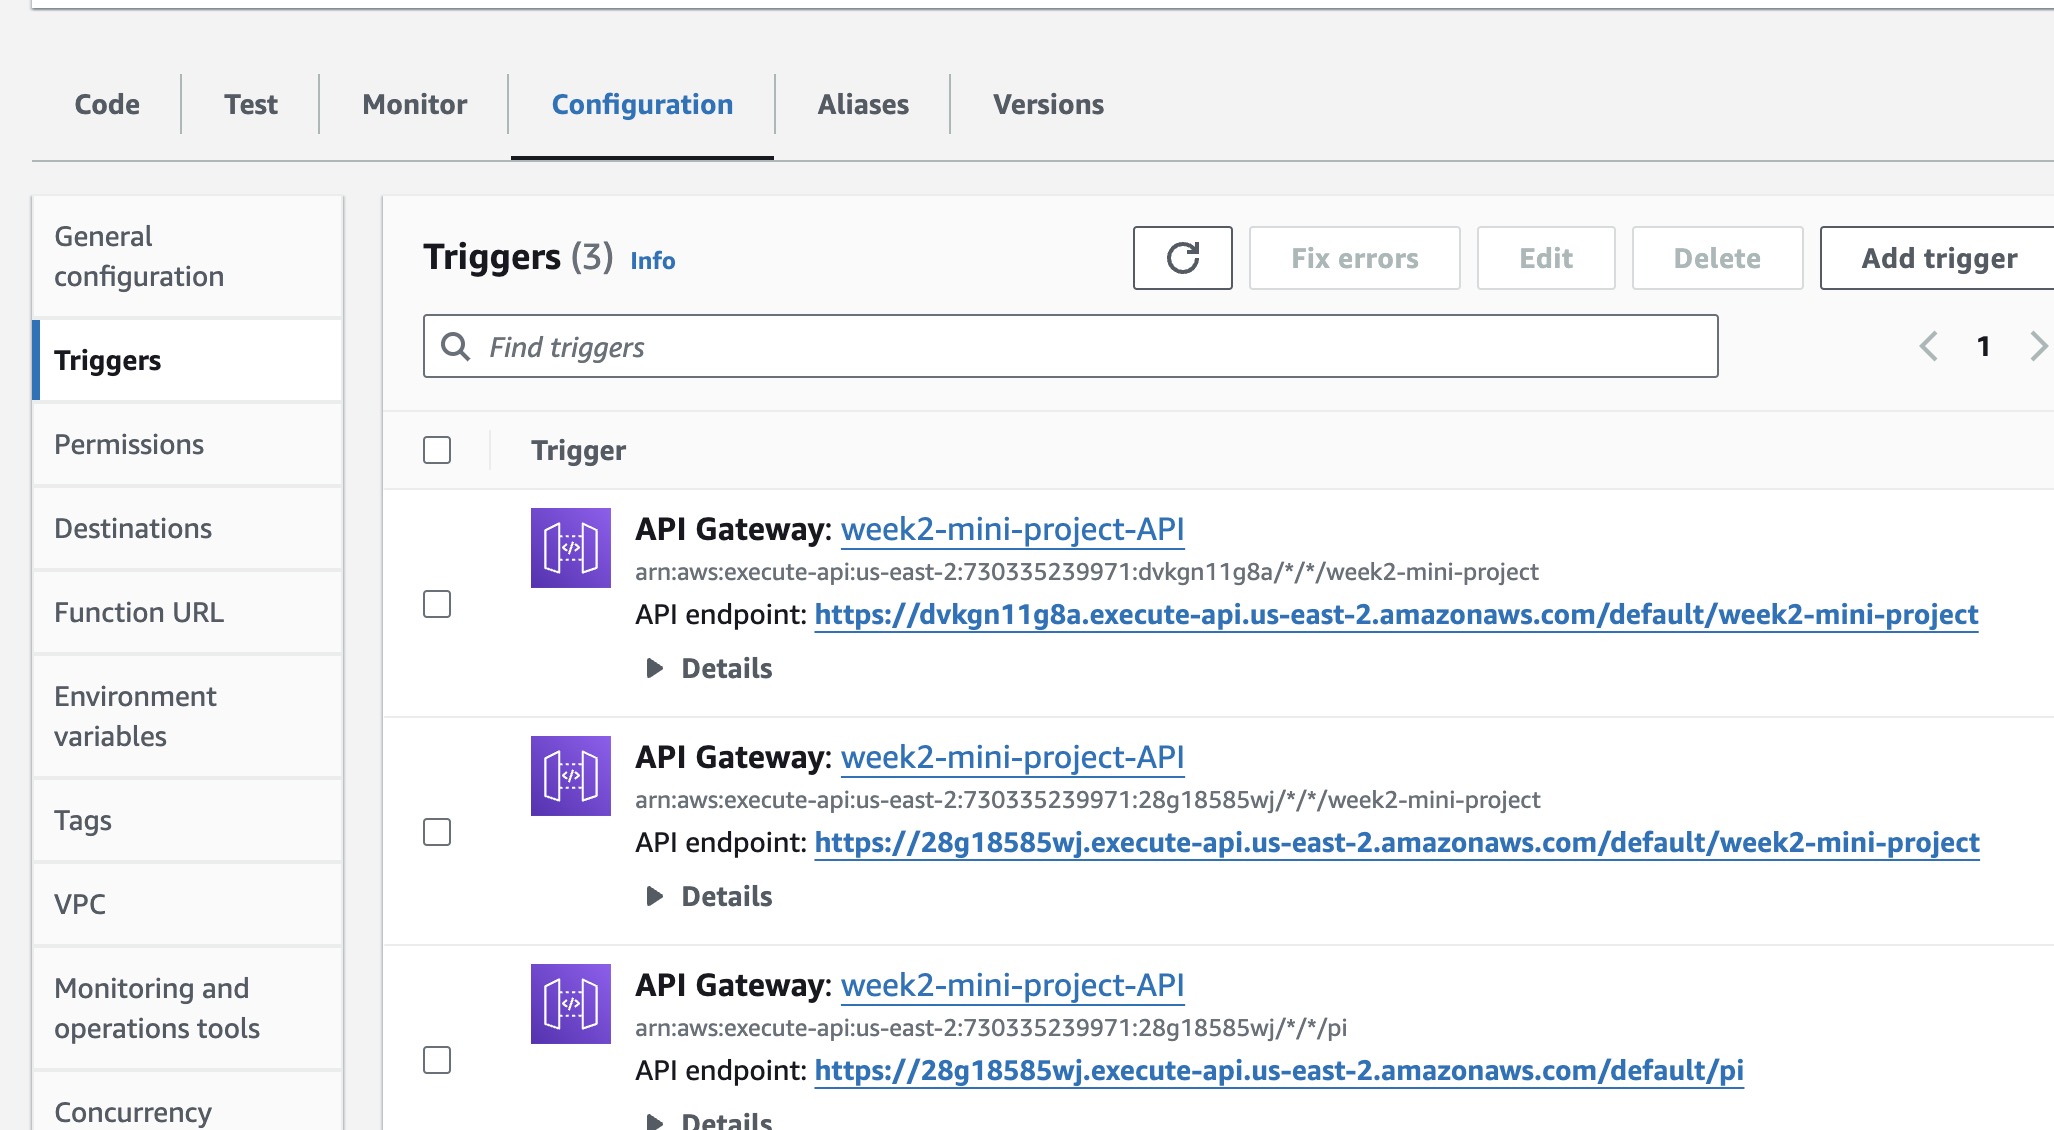 Code
Test
Monitor
Configuration
Aliases
Versions
General
configuration
Triggers
Permissions
Destinations
Function URL
Environment
variables
Tags
VPC
Monitoring and
operations tools
Concurrency
Triggers (3) Info
Fix errors
Edit
Delete
Add trigger
Find triggers
1
Trigger
API Gateway: week2-mini-project-API
arn:aws:execute-api:us-east-2:730335239971:dvkgn11g8a/*/*/week2-mini-project
API endpoint: https://dvkgn11g8a.execute-api.us-east-2.amazonaws.com/default/week2-mini-project
Details
API Gateway: week2-mini-project-API
arn:aws:execute-api:us-east-2:730335239971:28g18585wj/*/*/week2-mini-project
API endpoint: https://28g18585wj.execute-api.us-east-2.amazonaws.com/default/week2-mini-project
Details
API Gateway: week2-mini-project-API
arn:aws:execute-api:us-east-2:730335239971:28g18585wj/*/*/pi
API endpoint: https://28g18585wj.execute-api.us-east-2.amazonaws.com/default/pi
Details